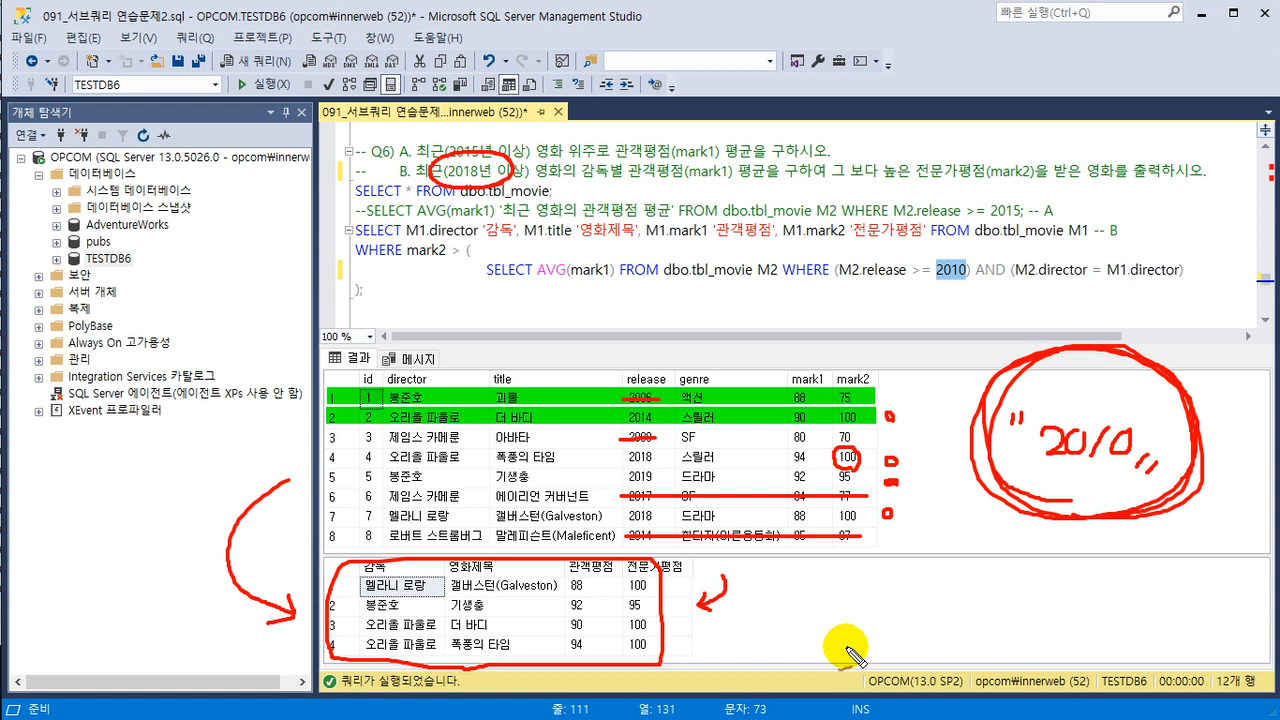 091_서브쿼리 연습문제2.sql - OPCOM.TESTDB6 (opcom\innerweb (52))* - Microsoft SQL Server Management Studio
빠른 실행(Ctrl+Q)
파일(F) 편집(E) 보기(V) 쿼리(Q) 프로젝트(P) 도구(T) 창(W) 도움말(H)
새 쿼리(N)
TESTDB6 실행(X)
개체 탐색기
091_서브쿼리 연습문제...innerweb (52))*
연결
OPCOM (SQL Server 13.0.5026.0 - opcom\innerw
데이터베이스
시스템 데이터베이스
데이터베이스 스냅샷
AdventureWorks
pubs
TESTDB6
보안
서버 개체
복제
PolyBase
Always On 고가용성
관리
Integration Services 카탈로그
SQL Server 에이전트(에이전트 XPs 사용 안 함)
XEvent 프로파일러
-- Q6) A. 최근(2015년 이상) 영화 위주로 관객평점(mark1) 평균을 구하시오.
-- B. 최근(2018년 이상) 영화의 감독별 관객평점(mark1) 평균을 구하여 그 보다 높은 전문가평점(mark2)을 받은 영화를 출력하시오.
SELECT * FROM dbo.tbl_movie;
--SELECT AVG(mark1) '최근 영화의 관객평점 평균' FROM dbo.tbl_movie M2 WHERE M2.release >= 2015; -- A
SELECT M1.director '감독', M1.title '영화제목', M1.mark1 '관객평점', M1.mark2 '전문가평점' FROM dbo.tbl_movie M1 -- B
WHERE mark2 > (
SELECT AVG(mark1) FROM dbo.tbl_movie M2 WHERE (M2.release >= 2010) AND (M2.director = M1.director)
);
100 %
결과 메시지
id director title release genre mark1 mark2
1 1 봉준호 괴물 2006 액션 88 75
2 2 오리올 파울로 더 바디 2014 스릴러 90 100
3 3 제임스 카메룬 아바타 2009 SF 80 70
4 4 오리올 파울로 폭풍의 타임 2018 스릴러 94 100
5 5 봉준호 기생충 2019 드라마 92 95
6 6 제임스 카메룬 에이리언 커버넌트 2017 SF 84 77
7 7 멜라니 로랑 갤버스턴(Galveston) 2018 드라마 88 100
8 8 로버트 스트롬버그 말레피센트(Maleficent) 2014 85 87
"2010"
감독 영화제목 관객평점 전문가평점
멜라니 로랑 갤버스턴(Galveston) 88 100
2 봉준호 기생충 92 95
3 오리올 파울로 더 바디 90 100
4 오리올 파울로 폭풍의 타임 94 100
쿼리가 실행되었습니다.
OPCOM(13.0 SP2) opcom\innerweb (52) TESTDB6 00:00:00 12개 행
준비 줄: 111 열: 131 문자: 73 INS